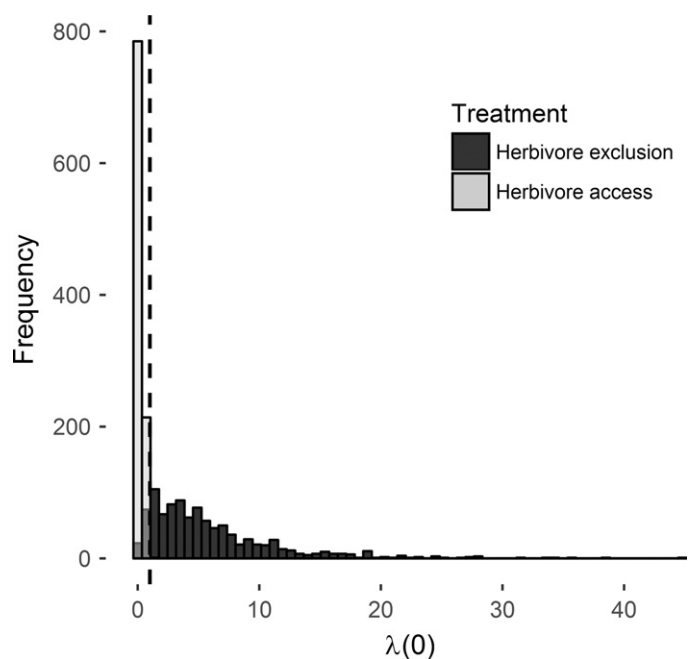 800
600
400
200
0
Frequency
Treatment
Herbivore exclusion
Herbivore access
0 10 20 30 40
λ(0)